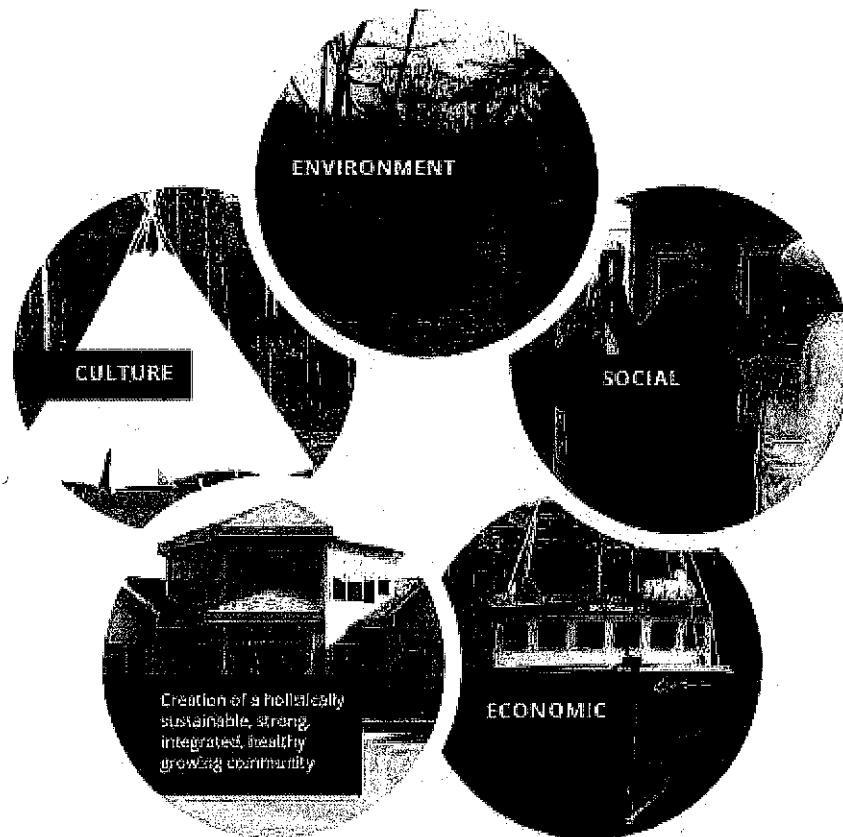 ENVIRONMENT
CULTURE
SOCIAL
Creation of a holistically
sustainable, strong,
integrated, healthy
growing community
ECONOMIC